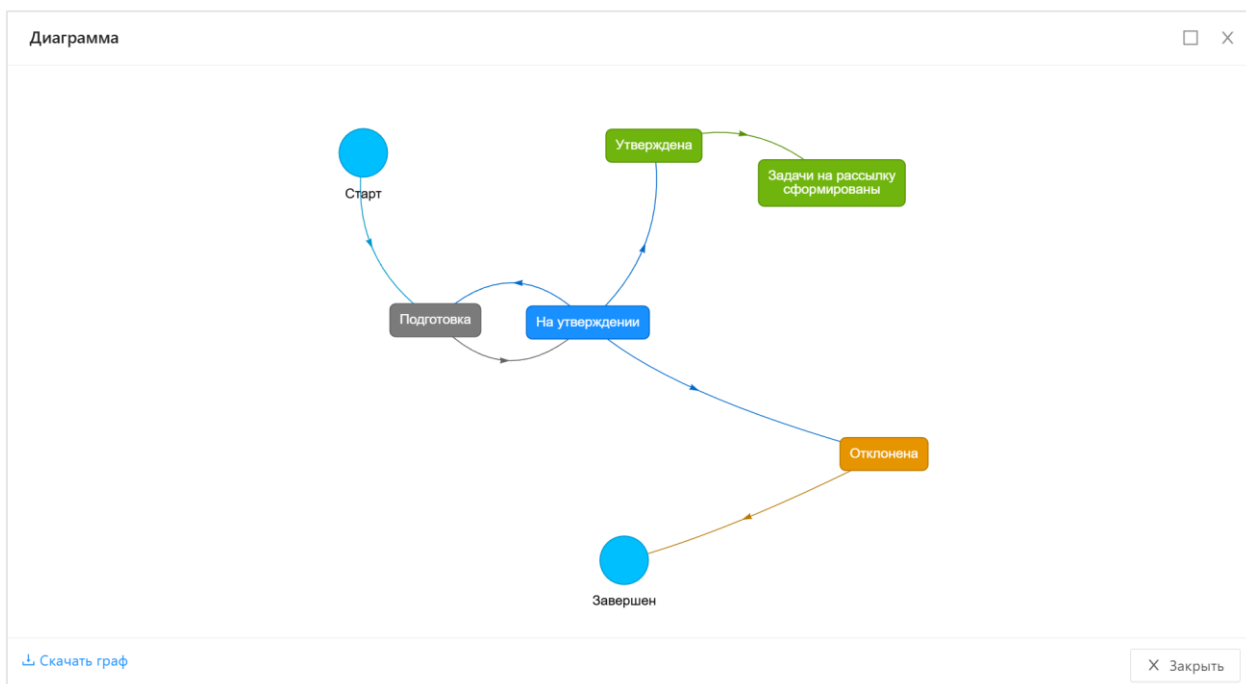 Диаграмма
Старт
Утверждена
Задачи на рассылку
сформированы
Подготовка
На утверждении
Отклонена
Завершен
Скачать граф
Закрыть